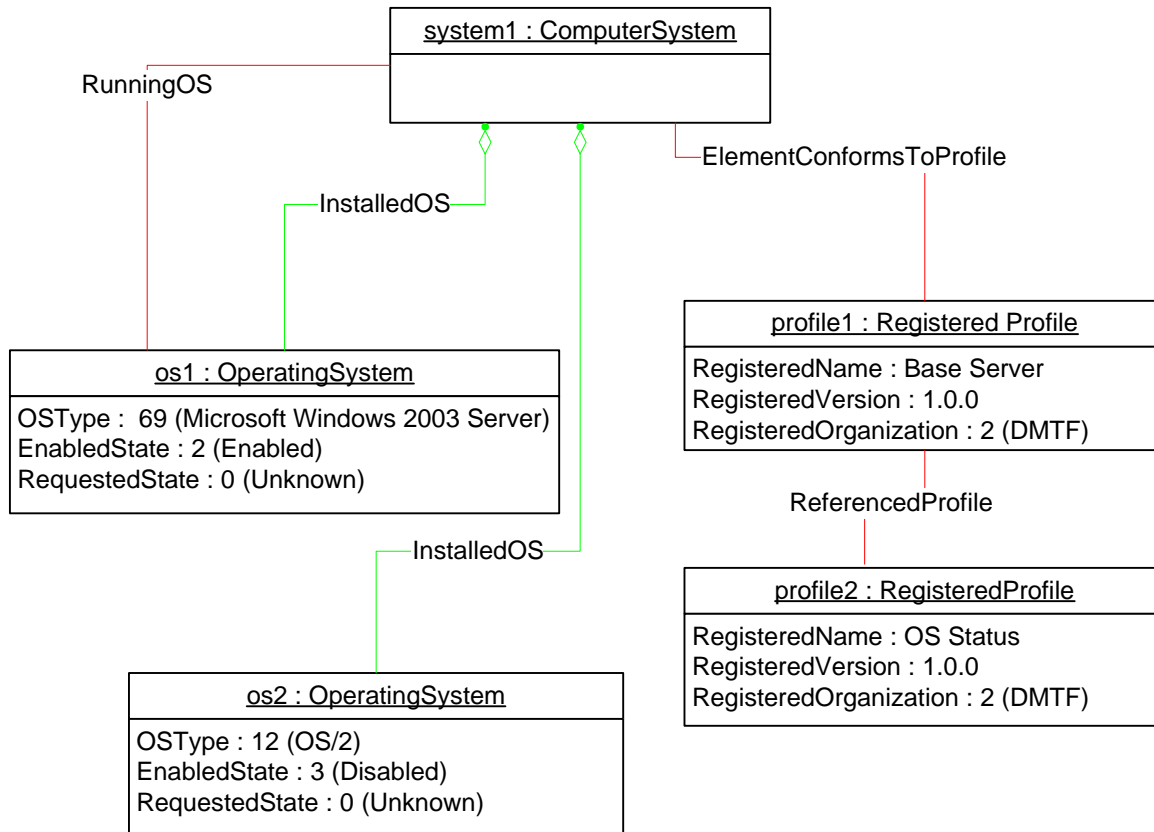 system1 : ComputerSystem
RunningOS
ElementConformsToProfile
InstalledOS
profile1 : Registered Profile
RegisteredName : Base Server
RegisteredVersion : 1.0.0
RegisteredOrganization : 2 (DMTF)
os1 : OperatingSystem
OSType :  69 (Microsoft Windows 2003 Server)
EnabledState : 2 (Enabled)
RequestedState : 0 (Unknown)
ReferencedProfile
InstalledOS
profile2 : RegisteredProfile
RegisteredName : OS Status
RegisteredVersion : 1.0.0
RegisteredOrganization : 2 (DMTF)
os2 : OperatingSystem
OSType : 12 (OS/2)
EnabledState : 3 (Disabled)
RequestedState : 0 (Unknown)